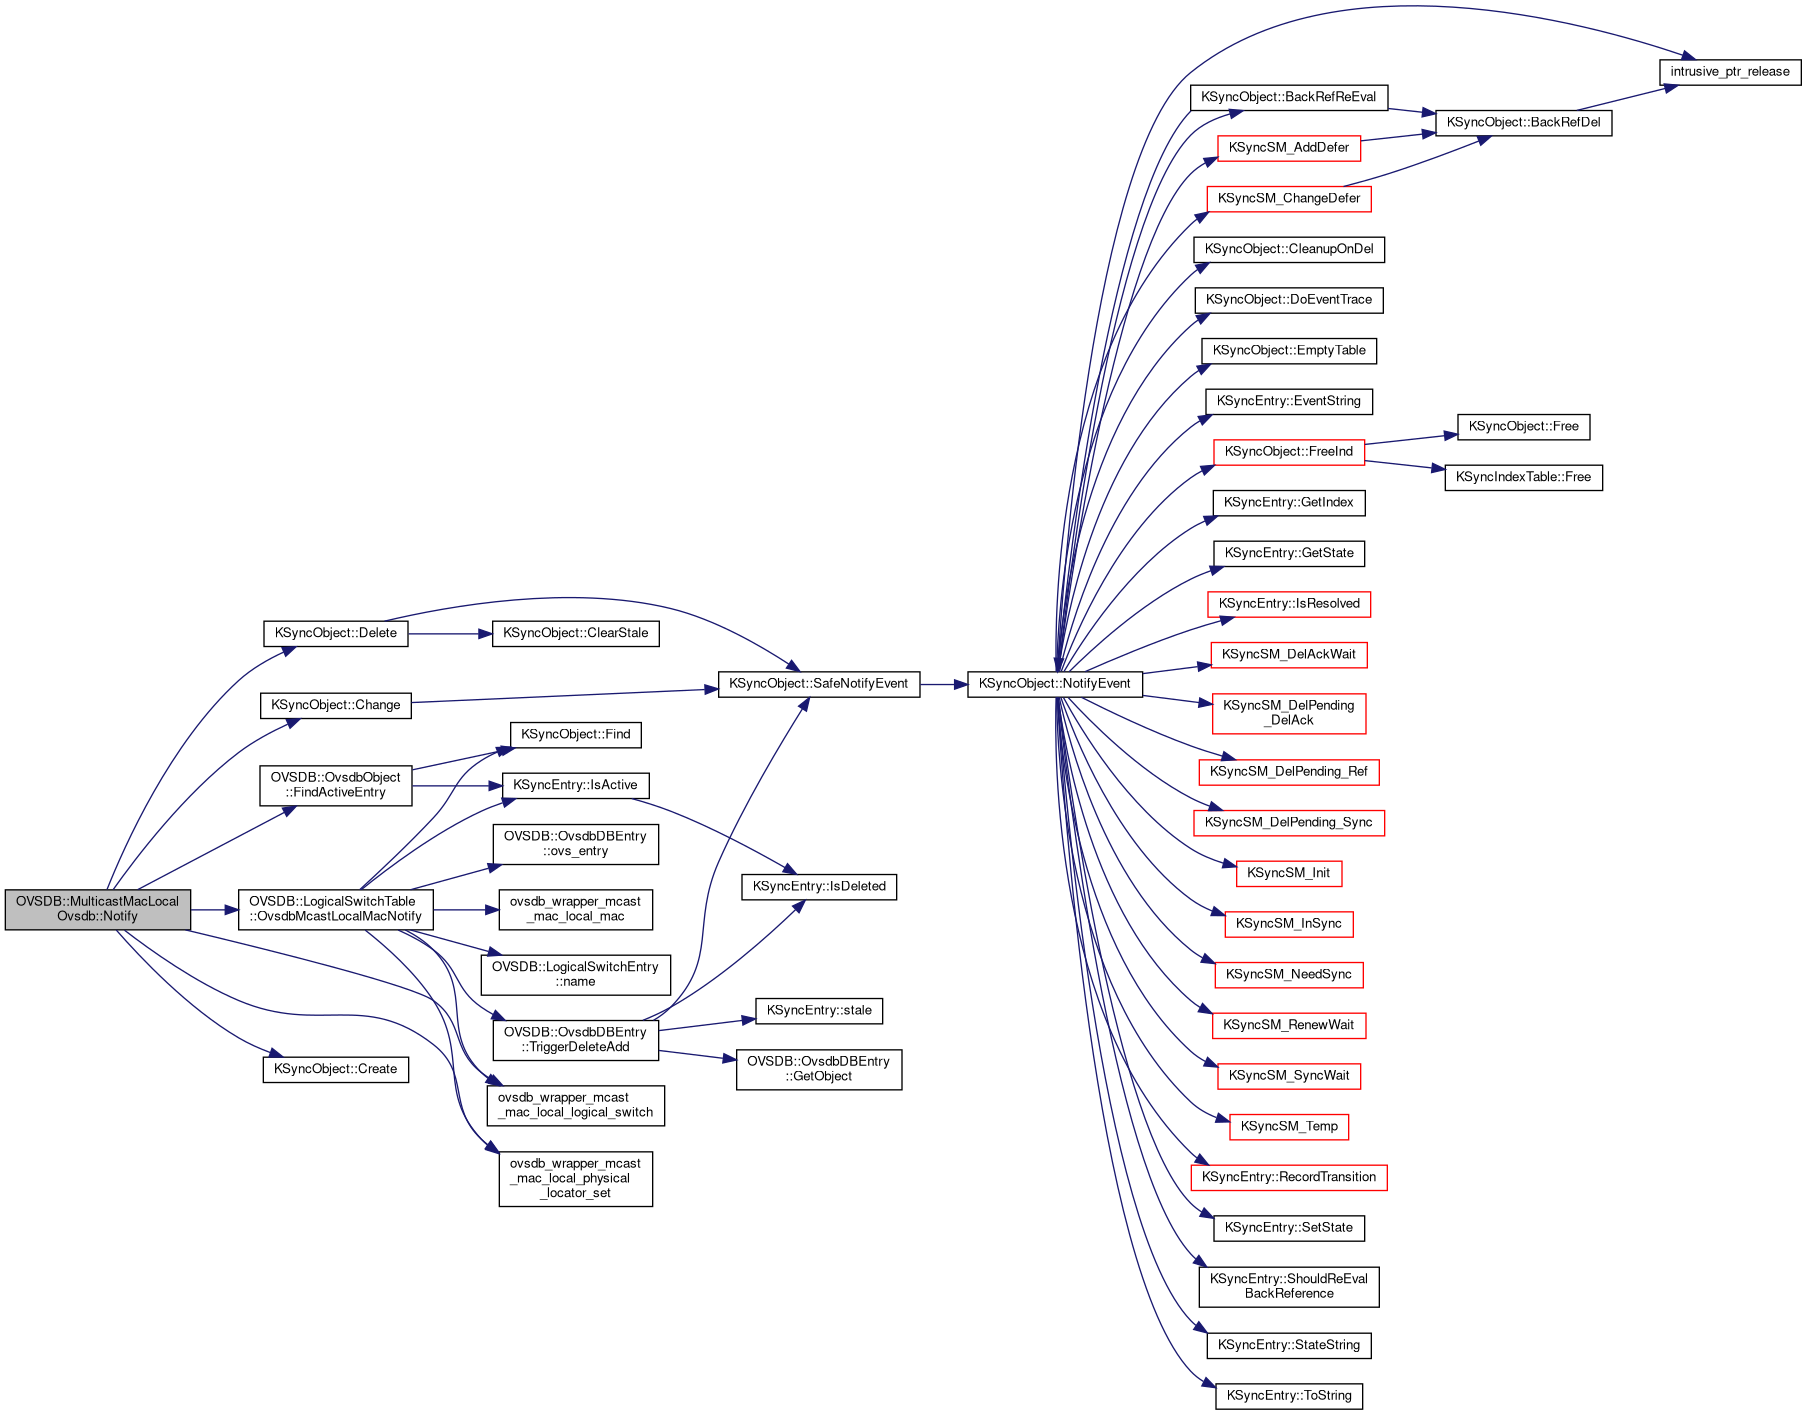 OVSDB::MulticastMacLocal
Ovsdb::Notify
KSyncObject::Delete
KSyncObject::Change
OVSDB::OvsdbObject
::FindActiveEntry
OVSDB::LogicalSwitchTable
::OvsdbMcastLocalMacNotify
KSyncObject::Create
KSyncObject::ClearStale
KSyncObject::Find
KSyncEntry::IsActive
OVSDB::OvsdbDBEntry
::ovs_entry
ovsdb_wrapper_mcast
_mac_local_mac
OVSDB::LogicalSwitchEntry
::name
OVSDB::OvsdbDBEntry
::TriggerDeleteAdd
ovsdb_wrapper_mcast
_mac_local_logical_switch
ovsdb_wrapper_mcast
_mac_local_physical
_locator_set
KSyncObject::SafeNotifyEvent
KSyncEntry::IsDeleted
KSyncEntry::stale
OVSDB::OvsdbDBEntry
::GetObject
KSyncObject::NotifyEvent
KSyncObject::BackRefReEval
KSyncSM_AddDefer
KSyncSM_ChangeDefer
KSyncObject::CleanupOnDel
KSyncObject::DoEventTrace
KSyncObject::EmptyTable
KSyncEntry::EventString
KSyncObject::FreeInd
KSyncEntry::GetIndex
KSyncEntry::GetState
KSyncEntry::IsResolved
KSyncSM_DelAckWait
KSyncSM_DelPending
_DelAck
KSyncSM_DelPending_Ref
KSyncSM_DelPending_Sync
KSyncSM_Init
KSyncSM_InSync
KSyncSM_NeedSync
KSyncSM_RenewWait
KSyncSM_SyncWait
KSyncSM_Temp
KSyncEntry::RecordTransition
KSyncEntry::SetState
KSyncEntry::ShouldReEval
BackReference
KSyncEntry::StateString
KSyncEntry::ToString
KSyncObject::BackRefDel
KSyncObject::Free
KSyncIndexTable::Free
intrusive_ptr_release